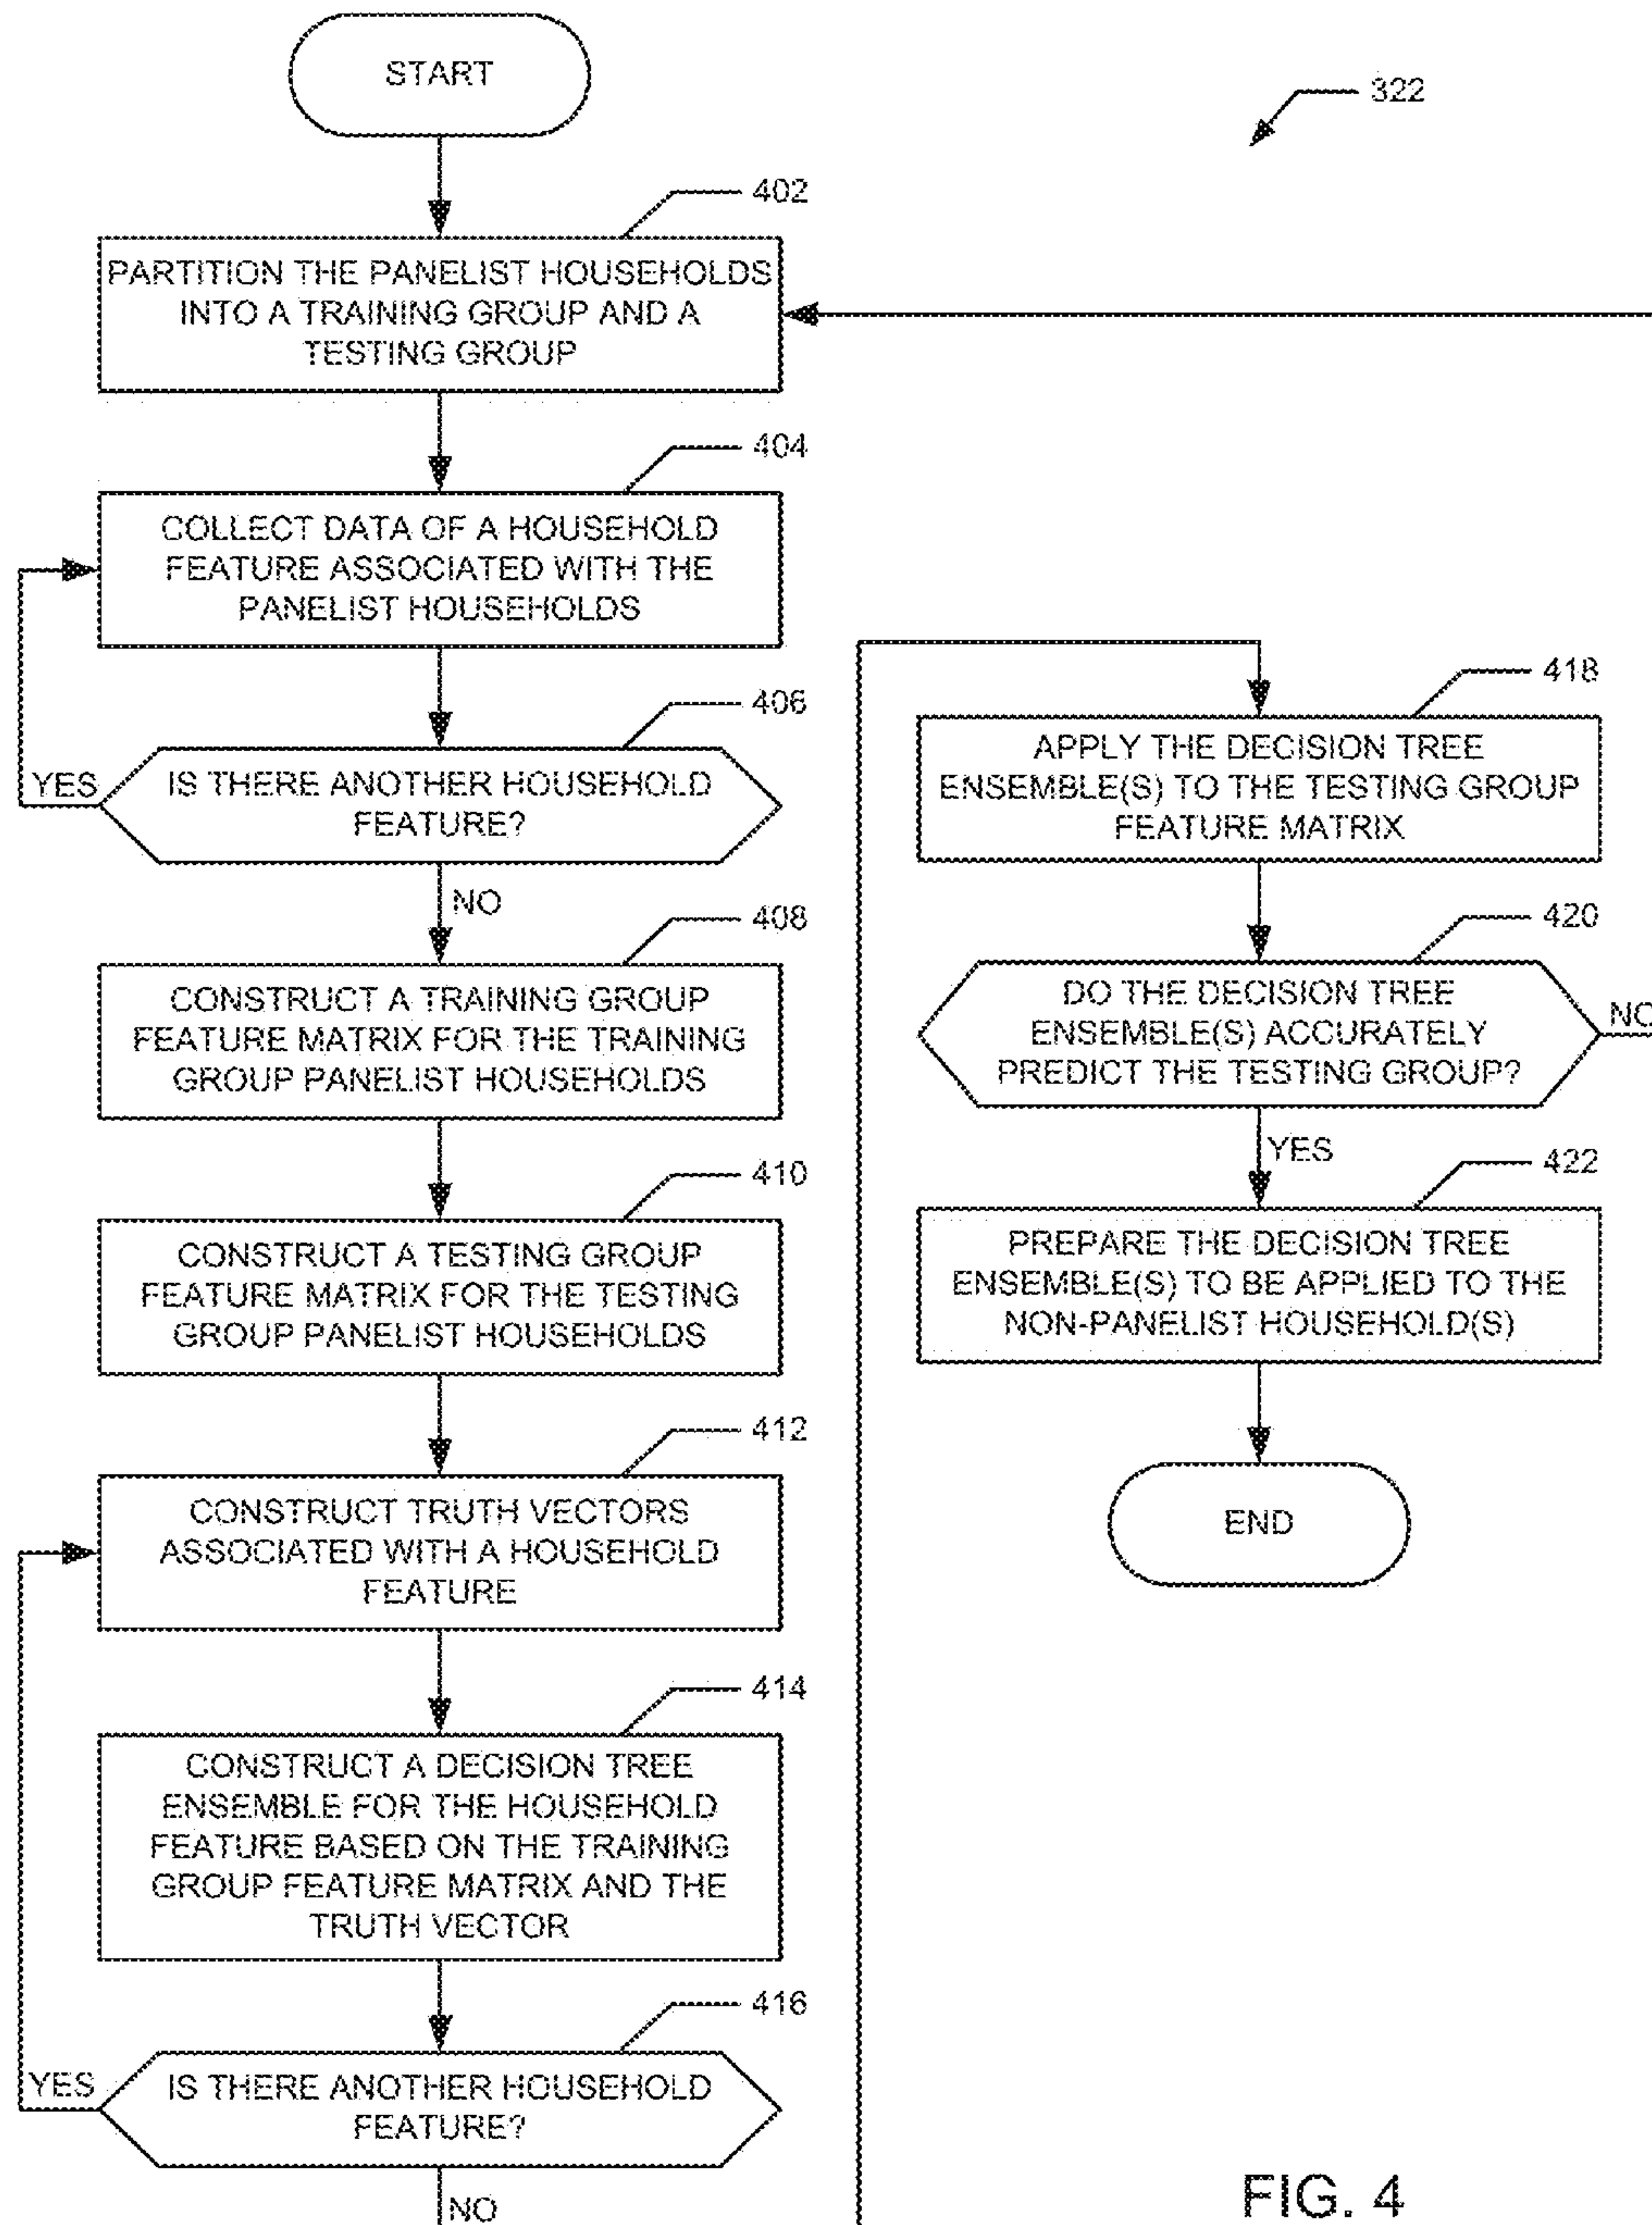 START
322
402
PARTITION THE PANELIST HOUSEHOLDS
INTO A TRAINING GROUP AND A
TESTING GROUP
404
COLLECT DATA OF A HOUSEHOLD
FEATURE ASSOCIATED WITH THE
PANELIST HOUSEHOLDS
406
YES
IS THERE ANOTHER HOUSEHOLD
FEATURE?
NO
408
CONSTRUCT A TRAINING GROUP
FEATURE MATRIX FOR THE TRAINING
GROUP PANELIST HOUSEHOLDS
410
CONSTRUCT A TESTING GROUP
FEATURE MATRIX FOR THE TESTING
GROUP PANELIST HOUSEHOLDS
412
CONSTRUCT TRUTH VECTORS
ASSOCIATED WITH A HOUSEHOLD
FEATURE
414
CONSTRUCT A DECISION TREE
ENSEMBLE FOR THE HOUSEHOLD
FEATURE BASED ON THE TRAINING
GROUP FEATURE MATRIX AND THE
TRUTH VECTOR
416
YES
IS THERE ANOTHER HOUSEHOLD
FEATURE?
NO
418
APPLY THE DECISION TREE
ENSEMBLE(S) TO THE TESTING GROUP
FEATURE MATRIX
420
DO THE DECISION TREE
ENSEMBLE(S) ACCURATELY
PREDICT THE TESTING GROUP?
NO
YES
422
PREPARE THE DECISION TREE
ENSEMBLE(S) TO BE APPLIED TO THE
NON-PANELIST HOUSEHOLD(S)
END
FIG. 4